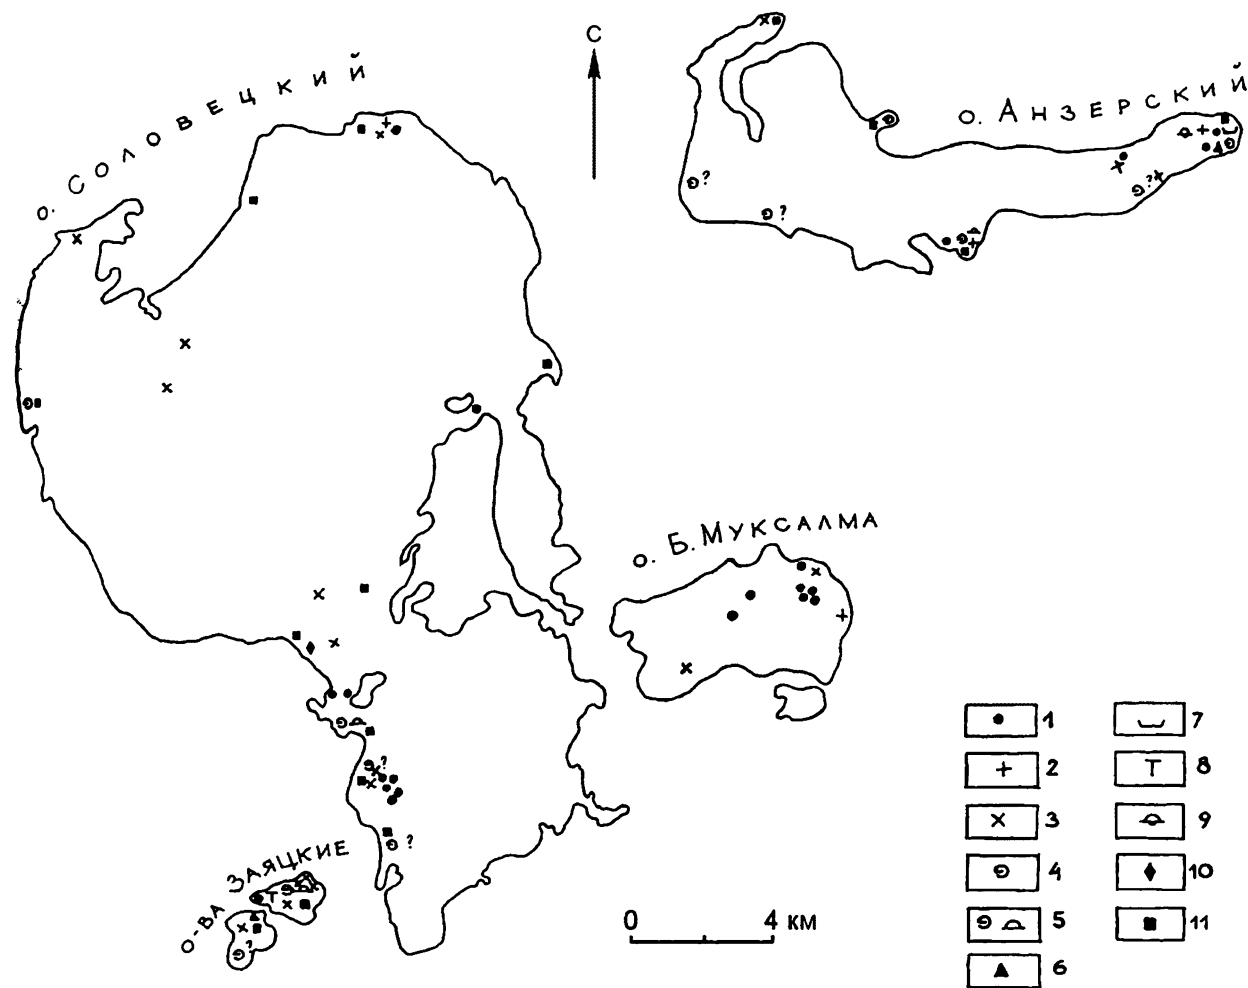 С
о. СОЛОВЕЦКИЙ
о. АНЗЕРСКИЙ
?
?
?
о. Б. МУКСАЛМА
?
?
о-ва ЗАЯЦКИЕ
?
0 4 км
1
2
3
4
5
6
7
8
9
10
11